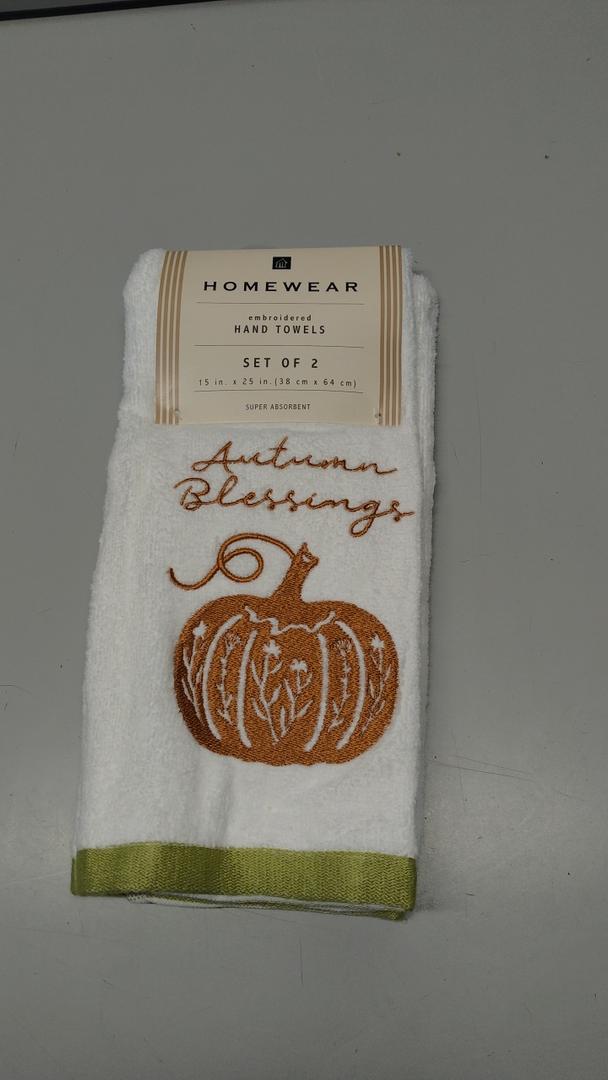 HOMEWEAR
embroidered
HAND TOWELS
SET OF 2
15 in. x 25 in. (38 cm x 64 cm)
SUPER ABSORBENT
Autumn
Blessings